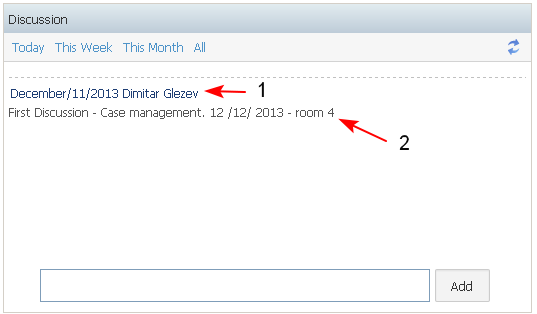 Discussion
Today This Week This Month All
December/11/2013 Dimitar Glezev 1
First Discussion - Case management. 12 /12/ 2013 - room 4
2
Add